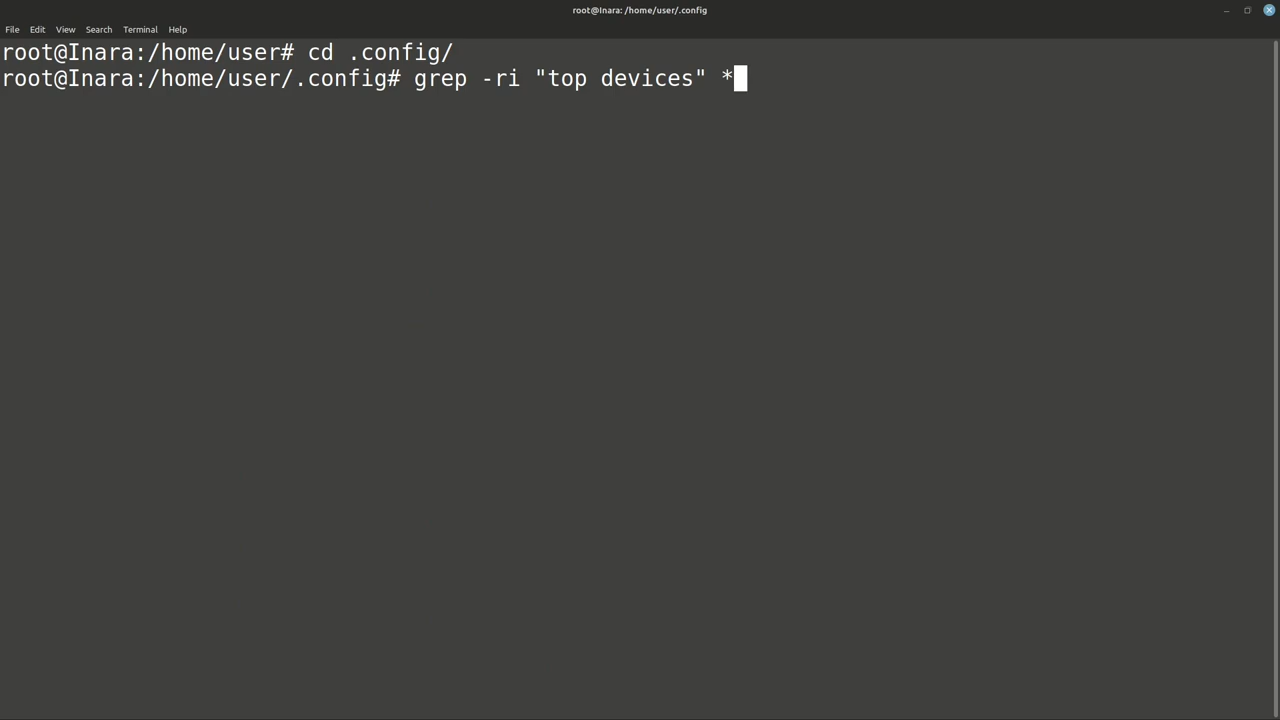 root@Inara: /home/user/.config
File Edit View Search Terminal Help
root@Inara:/home/user# cd .config/
root@Inara:/home/user/.config# grep -ri "top devices" *